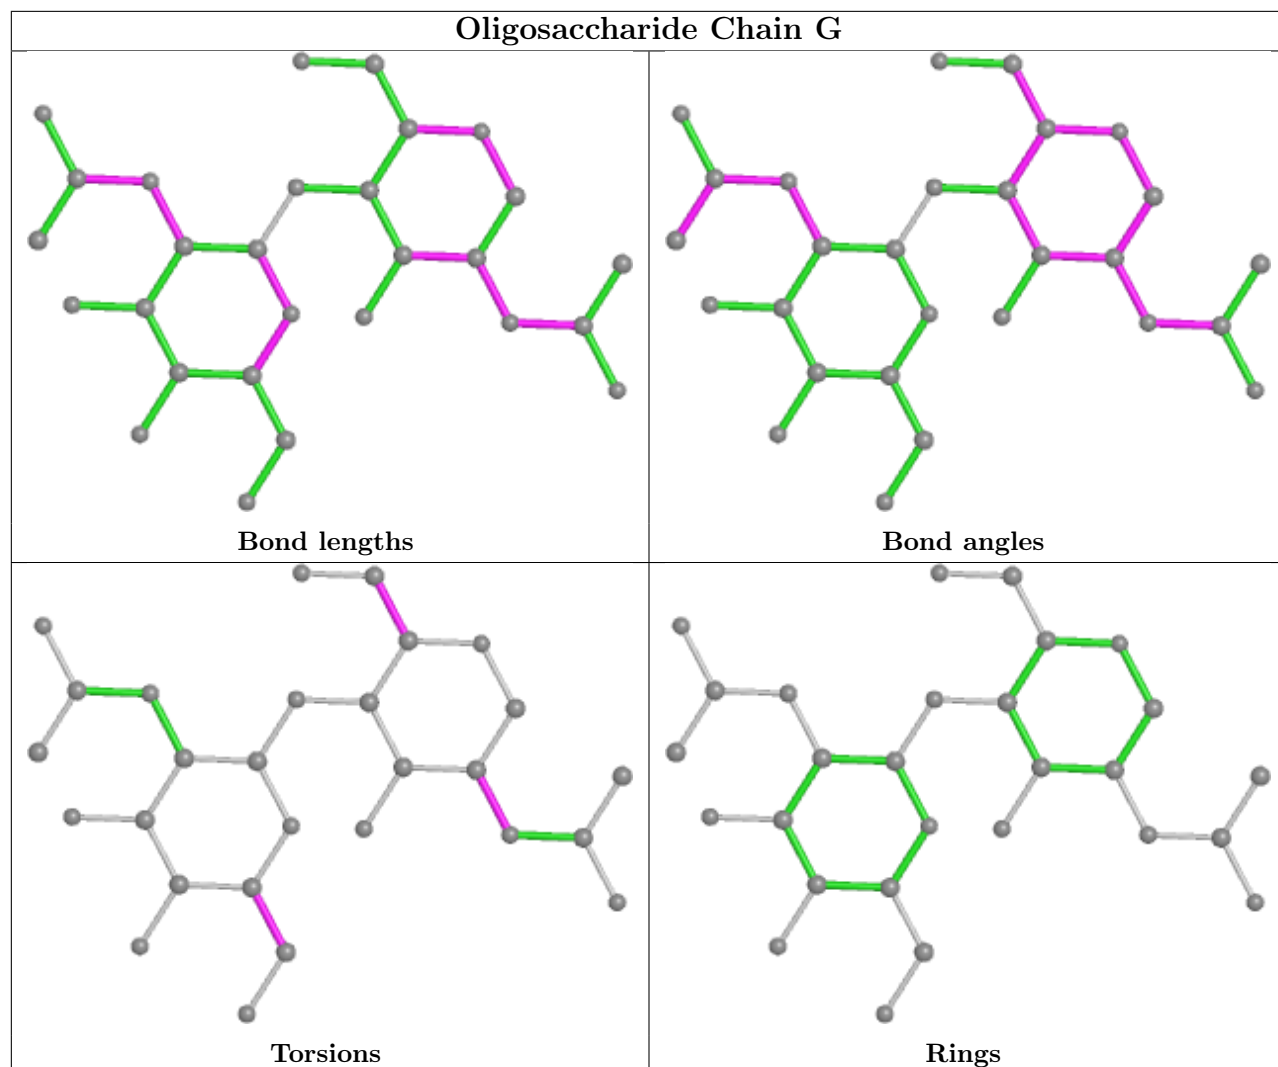 Oligosaccharide Chain G
Bond lengths
Bond angles
Torsions
Rings